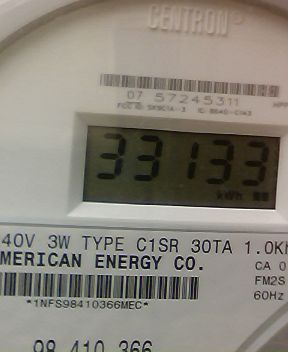 CENTRON®
07 57245311
33133
kWh
40V 3W TYPE C1SR 30TA 1.0K
MERICAN ENERGY CO.
CA 0
FM2S
60Hz
*1NFS98410366MEC*
98 410 366